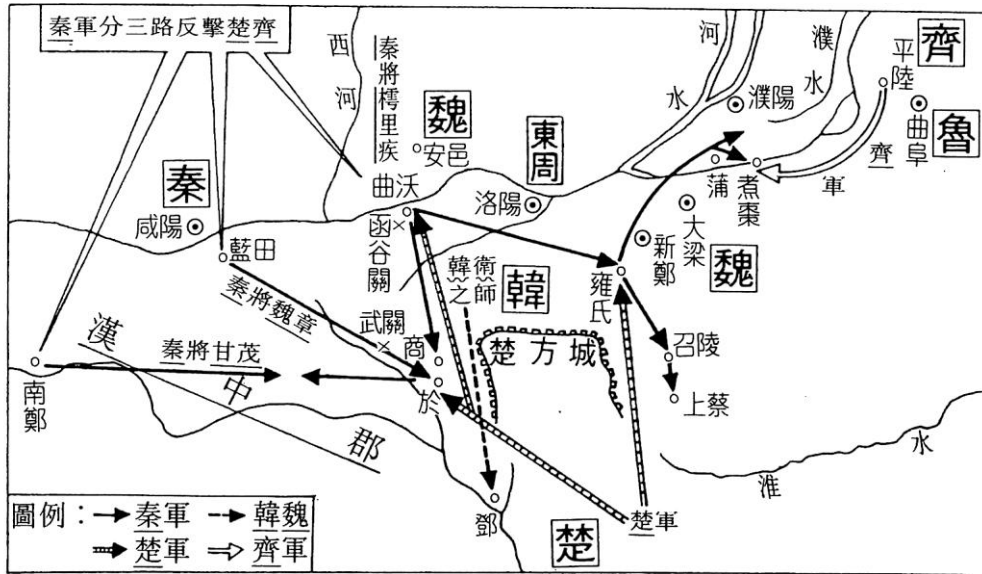 秦軍分三路反擊楚齊
西河
秦將樗里疾
魏
安邑
東周
河水
濮水
濮陽
平陸
齊
曲阜
魯
齊軍
秦
咸陽
藍田
曲沃
函谷關
洛陽
蒲
煮棗
大梁
新鄭
魏
雍氏
韓
韓衛之師
秦將魏章
武關
商
於
楚方城
召陵
上蔡
漢中郡
秦將甘茂
南鄭
淮水
鄧
楚
楚軍
圖例：
秦軍
韓魏
楚軍
齊軍